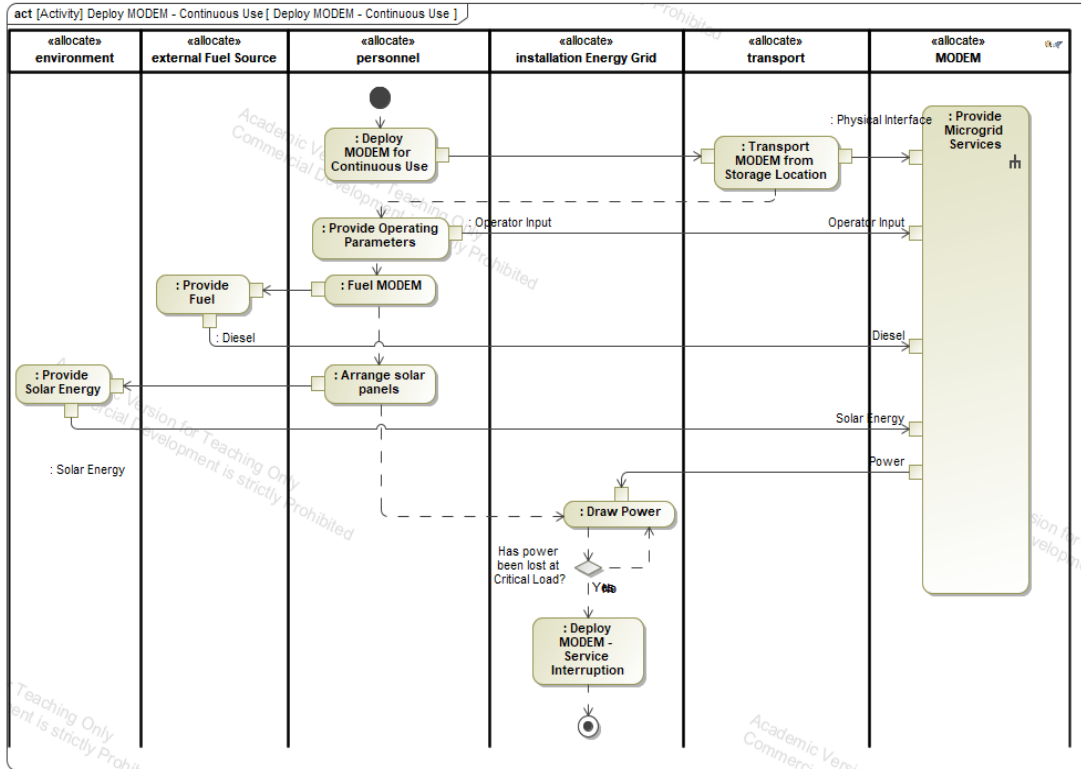 act [Activity] Deploy MODEM - Continuous Use [ Deploy MODEM - Continuous Use ]
«allocate»
environment
«allocate»
external Fuel Source
«allocate»
personnel
«allocate»
installation Energy Grid
«allocate»
transport
«allocate»
MODEM
: Deploy
MODEM for
Continuous Use
: Transport
MODEM from
Storage Location
: Physical Interface
: Provide
Microgrid
Services
: Provide Operating
Parameters
: Operator Input
Operator Input
: Provide
Fuel
: Fuel MODEM
: Diesel
Diesel
: Provide
Solar Energy
: Arrange solar
panels
Solar Energy
: Solar Energy
Power
: Draw Power
Has power
been lost at
Critical Load?
Yes
No
: Deploy
MODEM -
Service
Interruption
Academic Version for Teaching Only
Commercial Development is strictly Prohibited